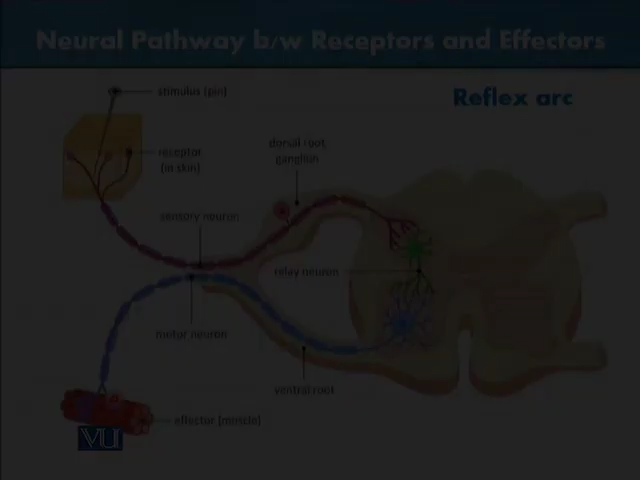 Neural Pathway b/w Receptors and Effectors
Reflex arc
stimulus (pin)
receptor
(in skin)
dorsal root
ganglion
sensory neuron
relay neuron
motor neuron
ventral root
effector (muscle)
VU